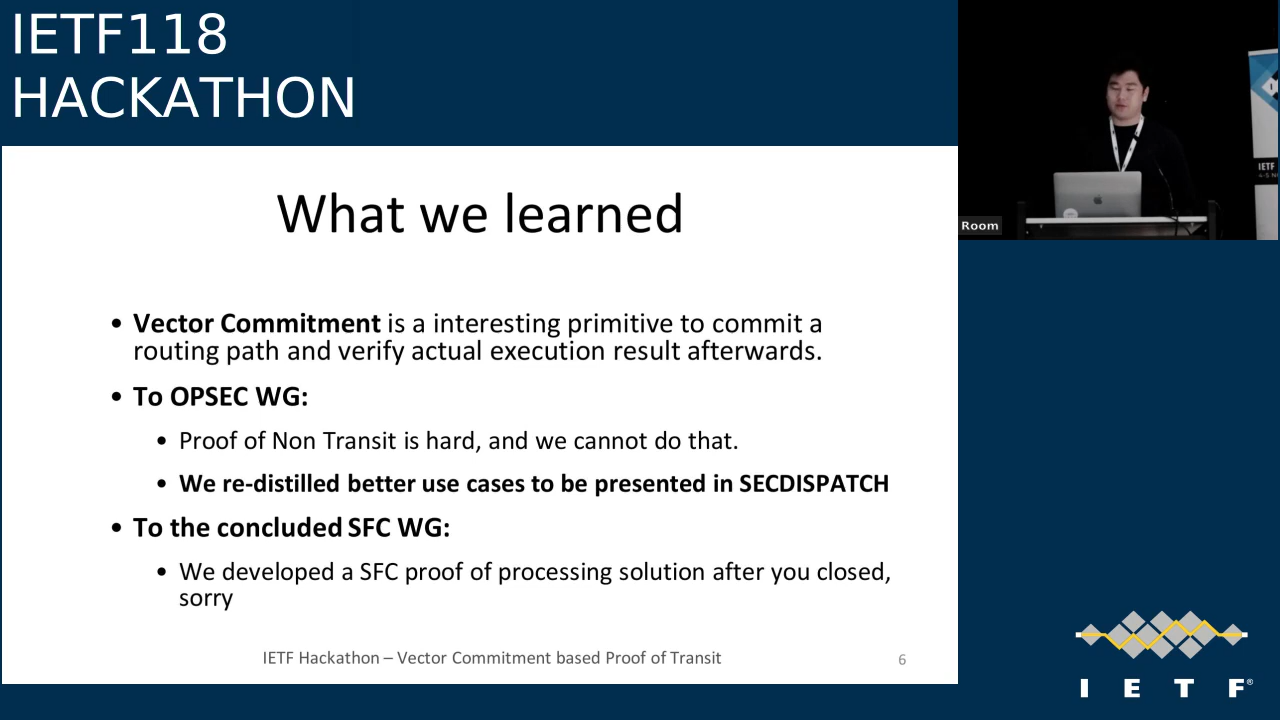 IETF118
HACKATHON
What we learned
• Vector Commitment is a interesting primitive to commit a
routing path and verify actual execution result afterwards.
• To OPSEC WG:
• Proof of Non Transit is hard, and we cannot do that.
• We re-distilled better use cases to be presented in SECDISPATCH
• To the concluded SFC WG:
• We developed a SFC proof of processing solution after you closed,
sorry
IETF Hackathon – Vector Commitment based Proof of Transit
6
Room
IETF
I E T F®